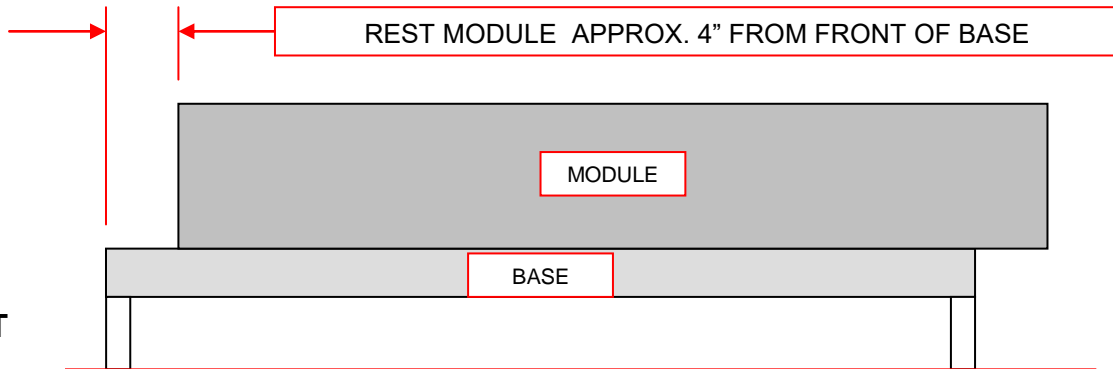 REST MODULE APPROX. 4” FROM FRONT OF BASE
MODULE
BASE
T